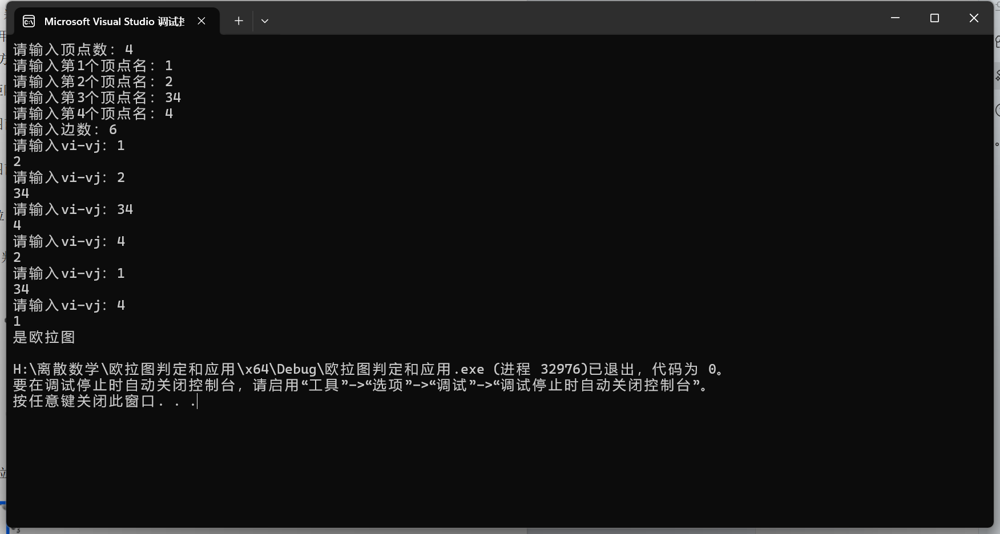 Microsoft Visual Studio 调试
请输入顶点数: 4
请输入第1个顶点名: 1
请输入第2个顶点名: 2
请输入第3个顶点名: 34
请输入第4个顶点名: 4
请输入边数: 6
请输入vi-vj: 1
2
请输入vi-vj: 2
34
请输入vi-vj: 34
4
请输入vi-vj: 4
2
请输入vi-vj: 1
34
请输入vi-vj: 4
1
是欧拉图
H:\离散数学\欧拉图判定和应用\x64\Debug\欧拉图判定和应用.exe (进程 32976)已退出，代码为 0。
要在调试停止时自动关闭控制台，请启用“工具”->“选项”->“调试”->“调试停止时自动关闭控制台”。
按任意键关闭此窗口. . .